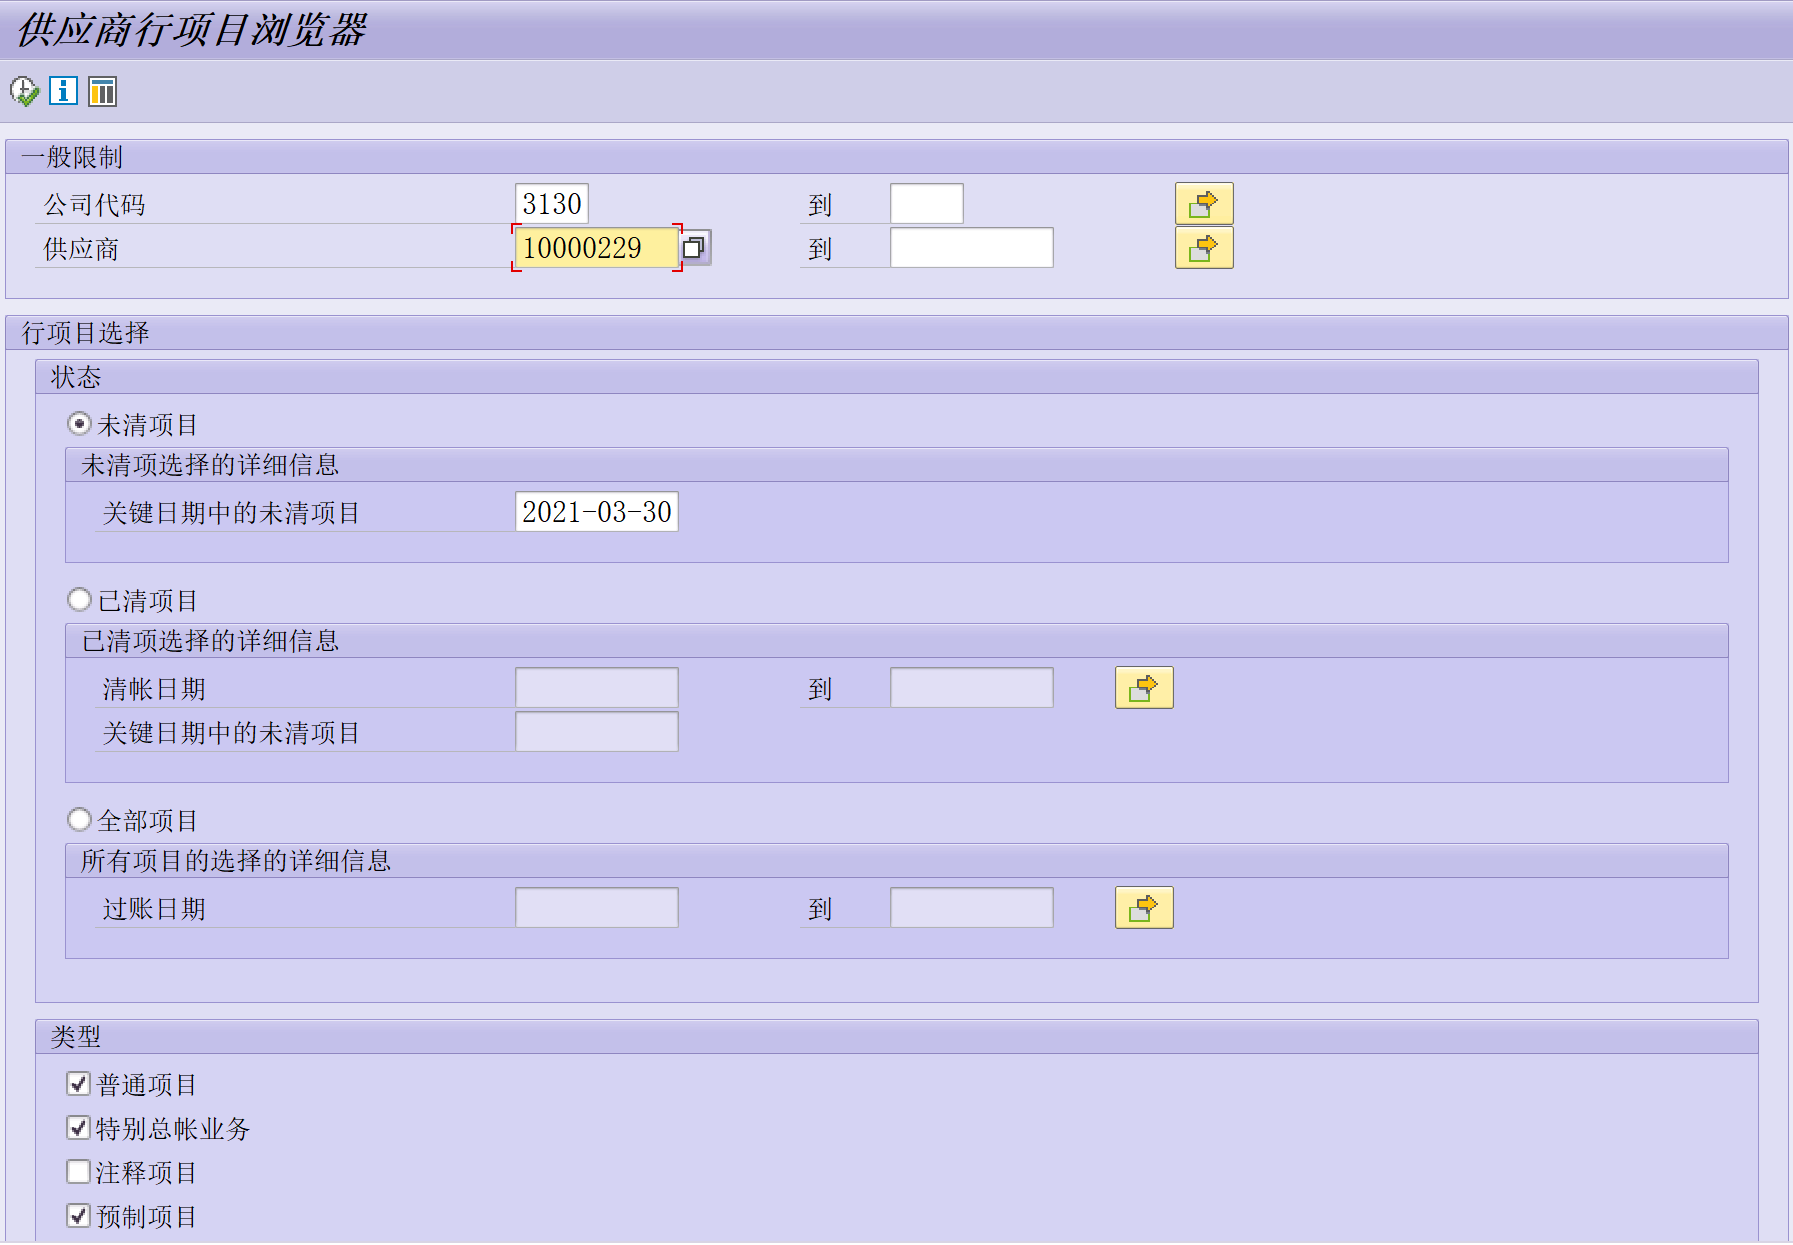 供应商行项目浏览器
一般限制
公司代码 3130 到
供应商 10000229 到
行项目选择
状态
未清项目
未清项选择的详细信息
关键日期中的未清项目 2021-03-30
已清项目
已清项选择的详细信息
清帐日期 到
关键日期中的未清项目
全部项目
所有项目的选择的详细信息
过账日期 到
类型
普通项目
特别总帐业务
注释项目
预制项目